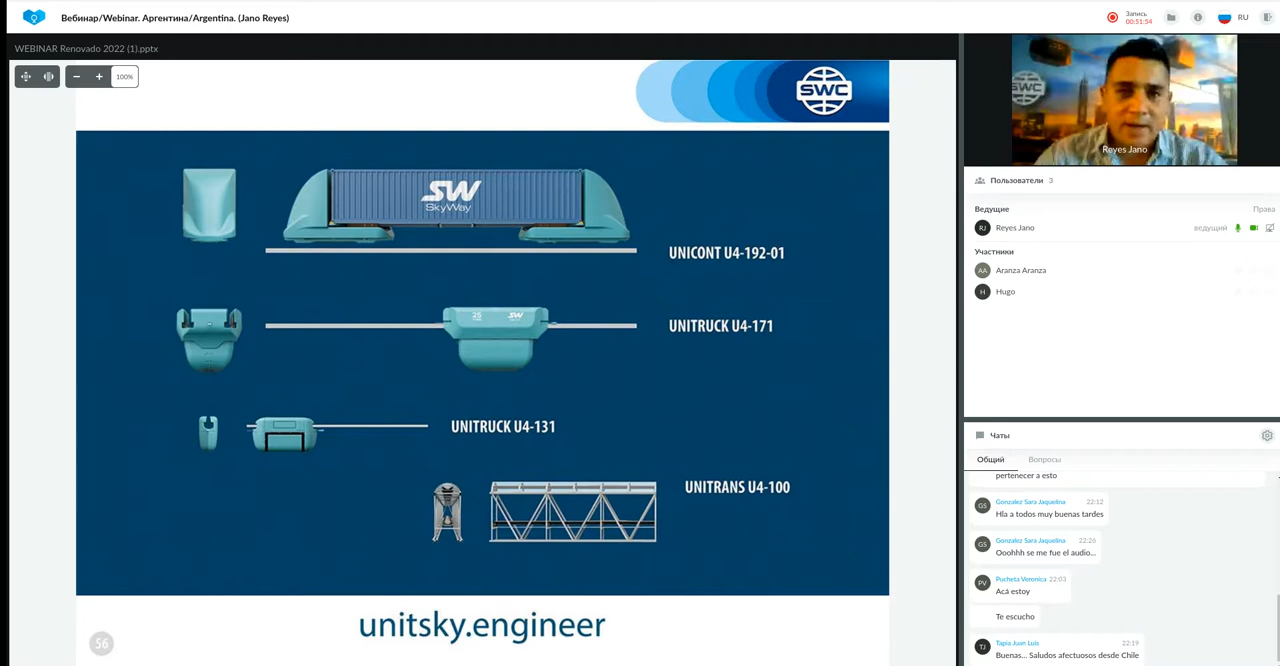 Вебинар/Webinar. Аргентина/Argentina. (Jano Reyes)
Запись
00:51:54
RU
WEBINAR Renovado 2022 (1).pptx
100%
SWC
SW
SkyWay
UNICONT U4-192-01
25
SW
UNITRUCK U4-171
UNITRUCK U4-131
UNITRANS U4-100
unitsky.engineer
56
SWC
Reyes Jano
Пользователи 3
Ведущие
Права
RJ
Reyes Jano
ведущий
Участники
AA
Aranza Aranza
H
Hugo
Чаты
Общий
Вопросы
pertenecer a esto
GS
Gonzalez Sara Jaquelina 22:12
Hla a todos muy buenas tardes
GS
Gonzalez Sara Jaquelina 22:26
Ooohhh se me fue el audio...
PV
Pucheta Veronica 22:03
Acá estoy
Te escucho
TJ
Tapia Juan Luis 22:19
Buenas... Saludos afectuosos desde Chile